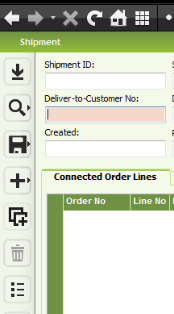 Shipment
Shipment ID:
Deliver-to-Customer No:
Created:
Connected Order Lines
Order No Line No